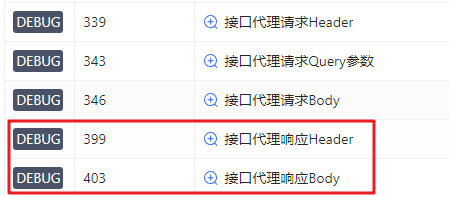 DEBUG 339 接口代理请求Header
DEBUG 343 接口代理请求Query参数
DEBUG 346 接口代理请求Body
DEBUG 399 接口代理响应Header
DEBUG 403 接口代理响应Body